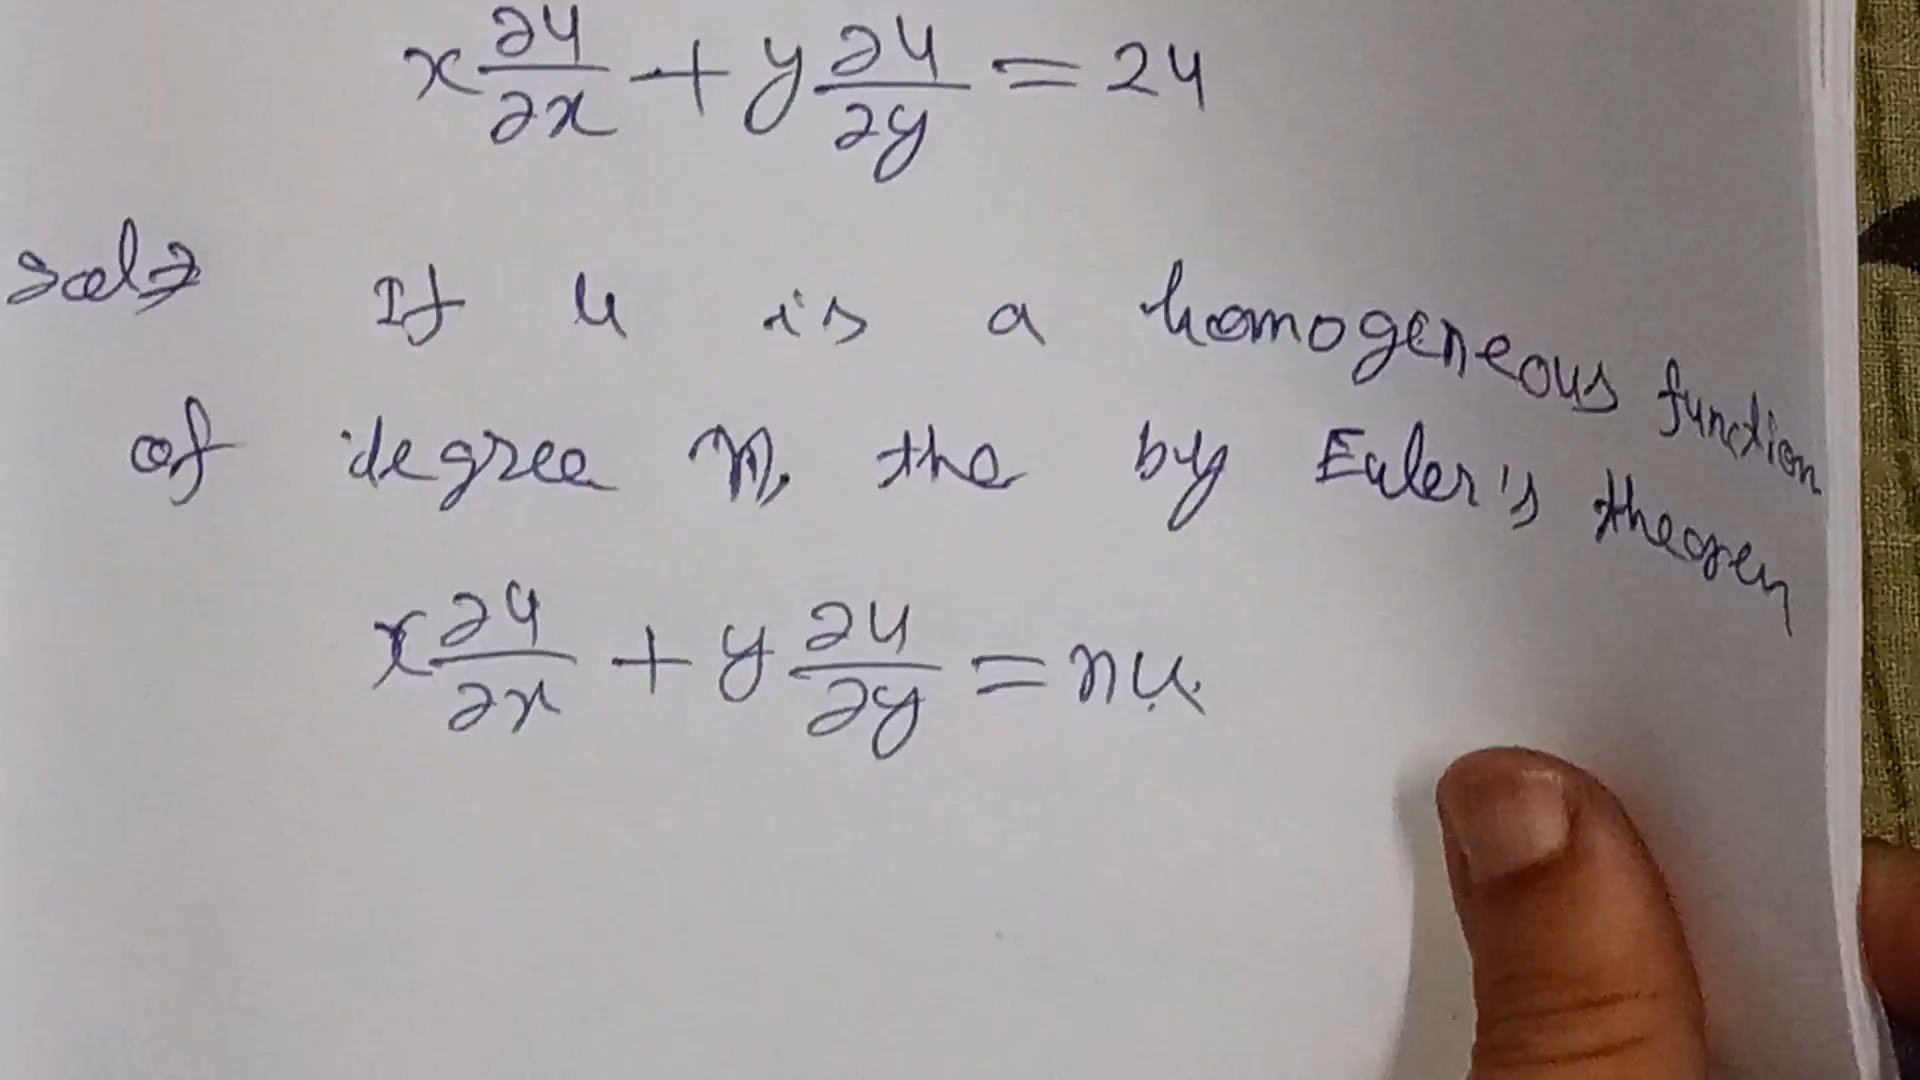 x ∂u/∂x + y ∂u/∂y = 2u
Sol→ If u is a homogeneous function
of degree n, the by Euler's theorem
x ∂u/∂x + y ∂u/∂y = nu.